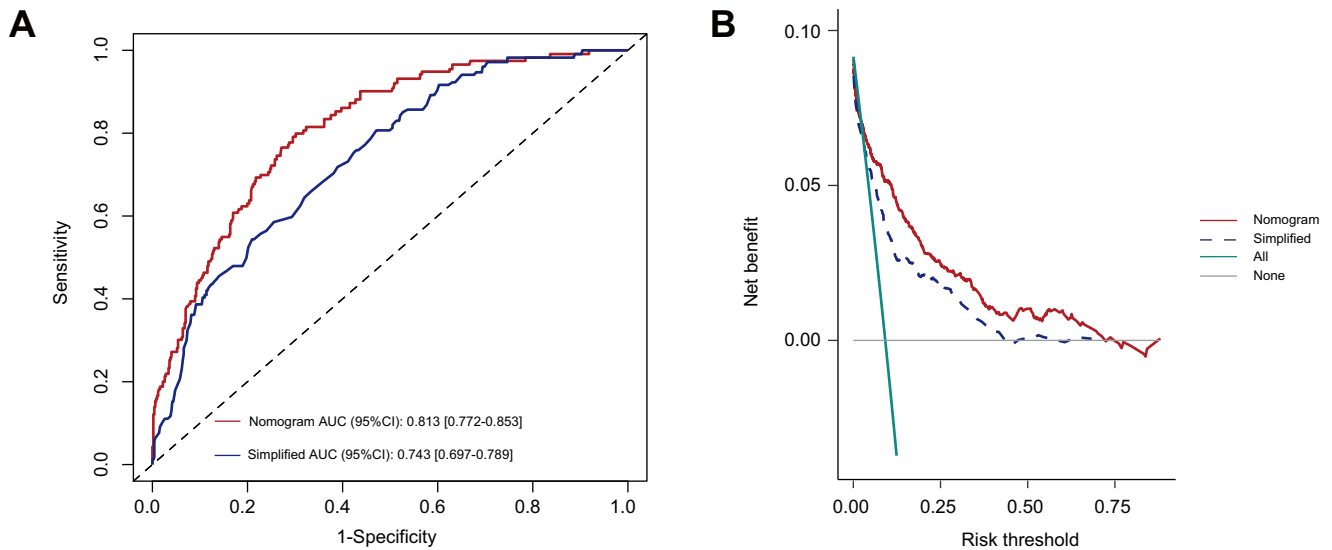 A
Sensitivity
1.0
0.8
0.6
0.4
0.2
0.0
Nomogram AUC (95%CI): 0.813 [0.772-0.853]
Simplified AUC (95%CI): 0.743 [0.697-0.789]
0.0 0.2 0.4 0.6 0.8 1.0
1-Specificity
B
Net benefit
0.10
0.05
0.00
0.00 0.25 0.50 0.75
Risk threshold
Nomogram
Simplified
All
None